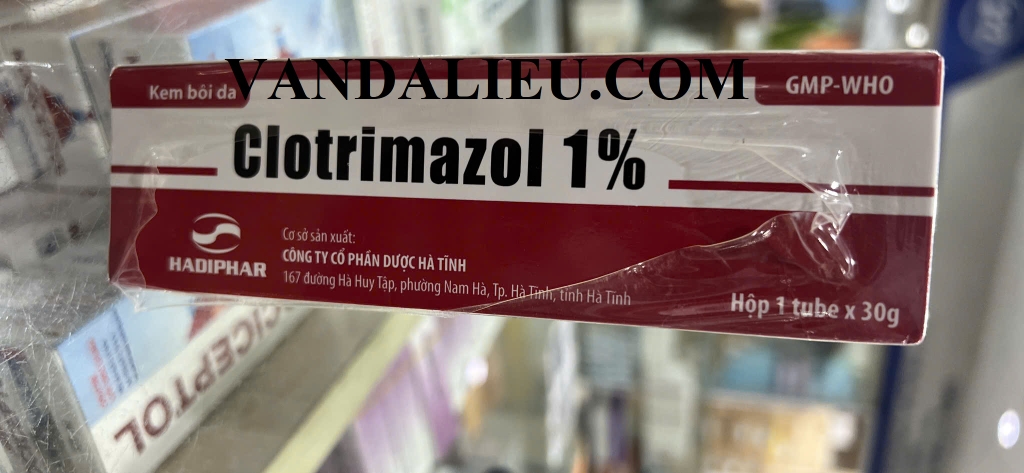 VANDALIEU.COM
Kem bôi da
GMP-WHO
Clotrimazol 1%
HADIPHAR
Cơ sở sản xuất:
CÔNG TY CỔ PHẦN DƯỢC HÀ TĨNH
167 đường Hà Huy Tập, phường Nam Hà, Tp. Hà Tĩnh, tỉnh Hà Tĩnh
Hộp 1 tube x 30g
CICEPTOL